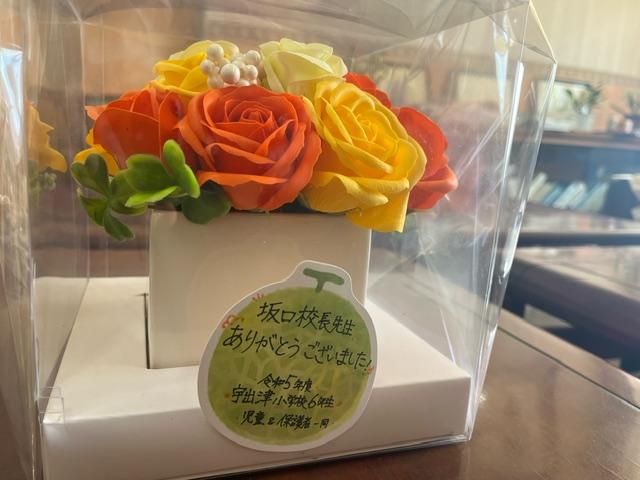 坂口校長先生
ありがとうございました!
令和5年度
宇出津小学校6年生
児童&保護者一同